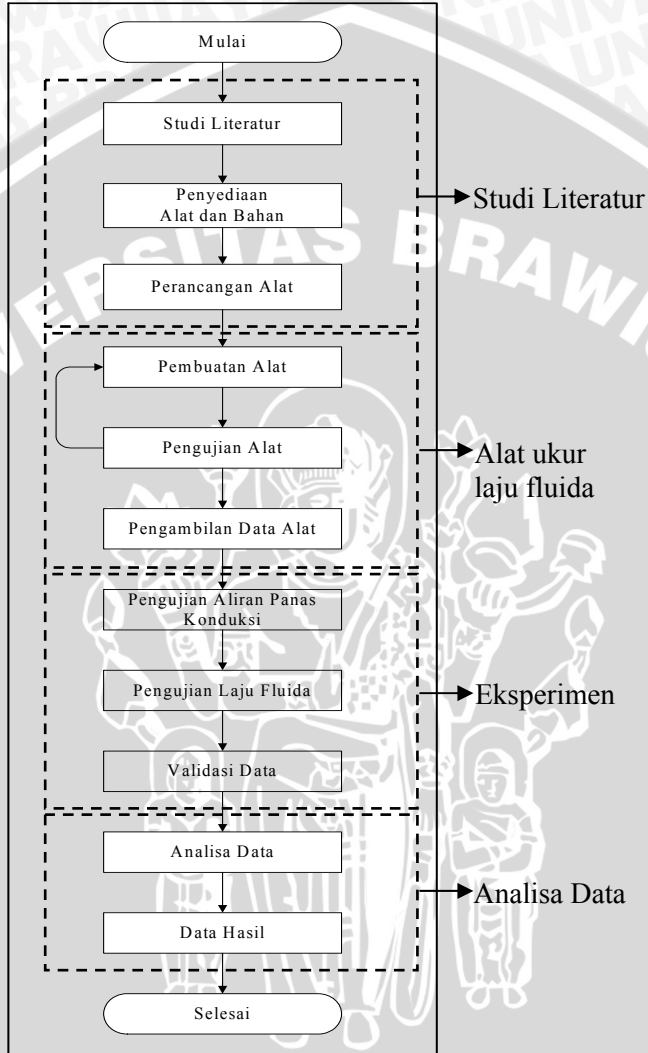 Mulai
Studi Literatur
Penyediaan
Alat dan Bahan
Perancangan Alat
Studi Literatur
Pembuatan Alat
Pengujian Alat
Pengambilan Data Alat
Alat ukur
laju fluida
Pengujian Aliran Panas
Konduksi
Pengujian Laju Fluida
Validasi Data
Eksperimen
Analisa Data
Data Hasil
Analisa Data
Selesai